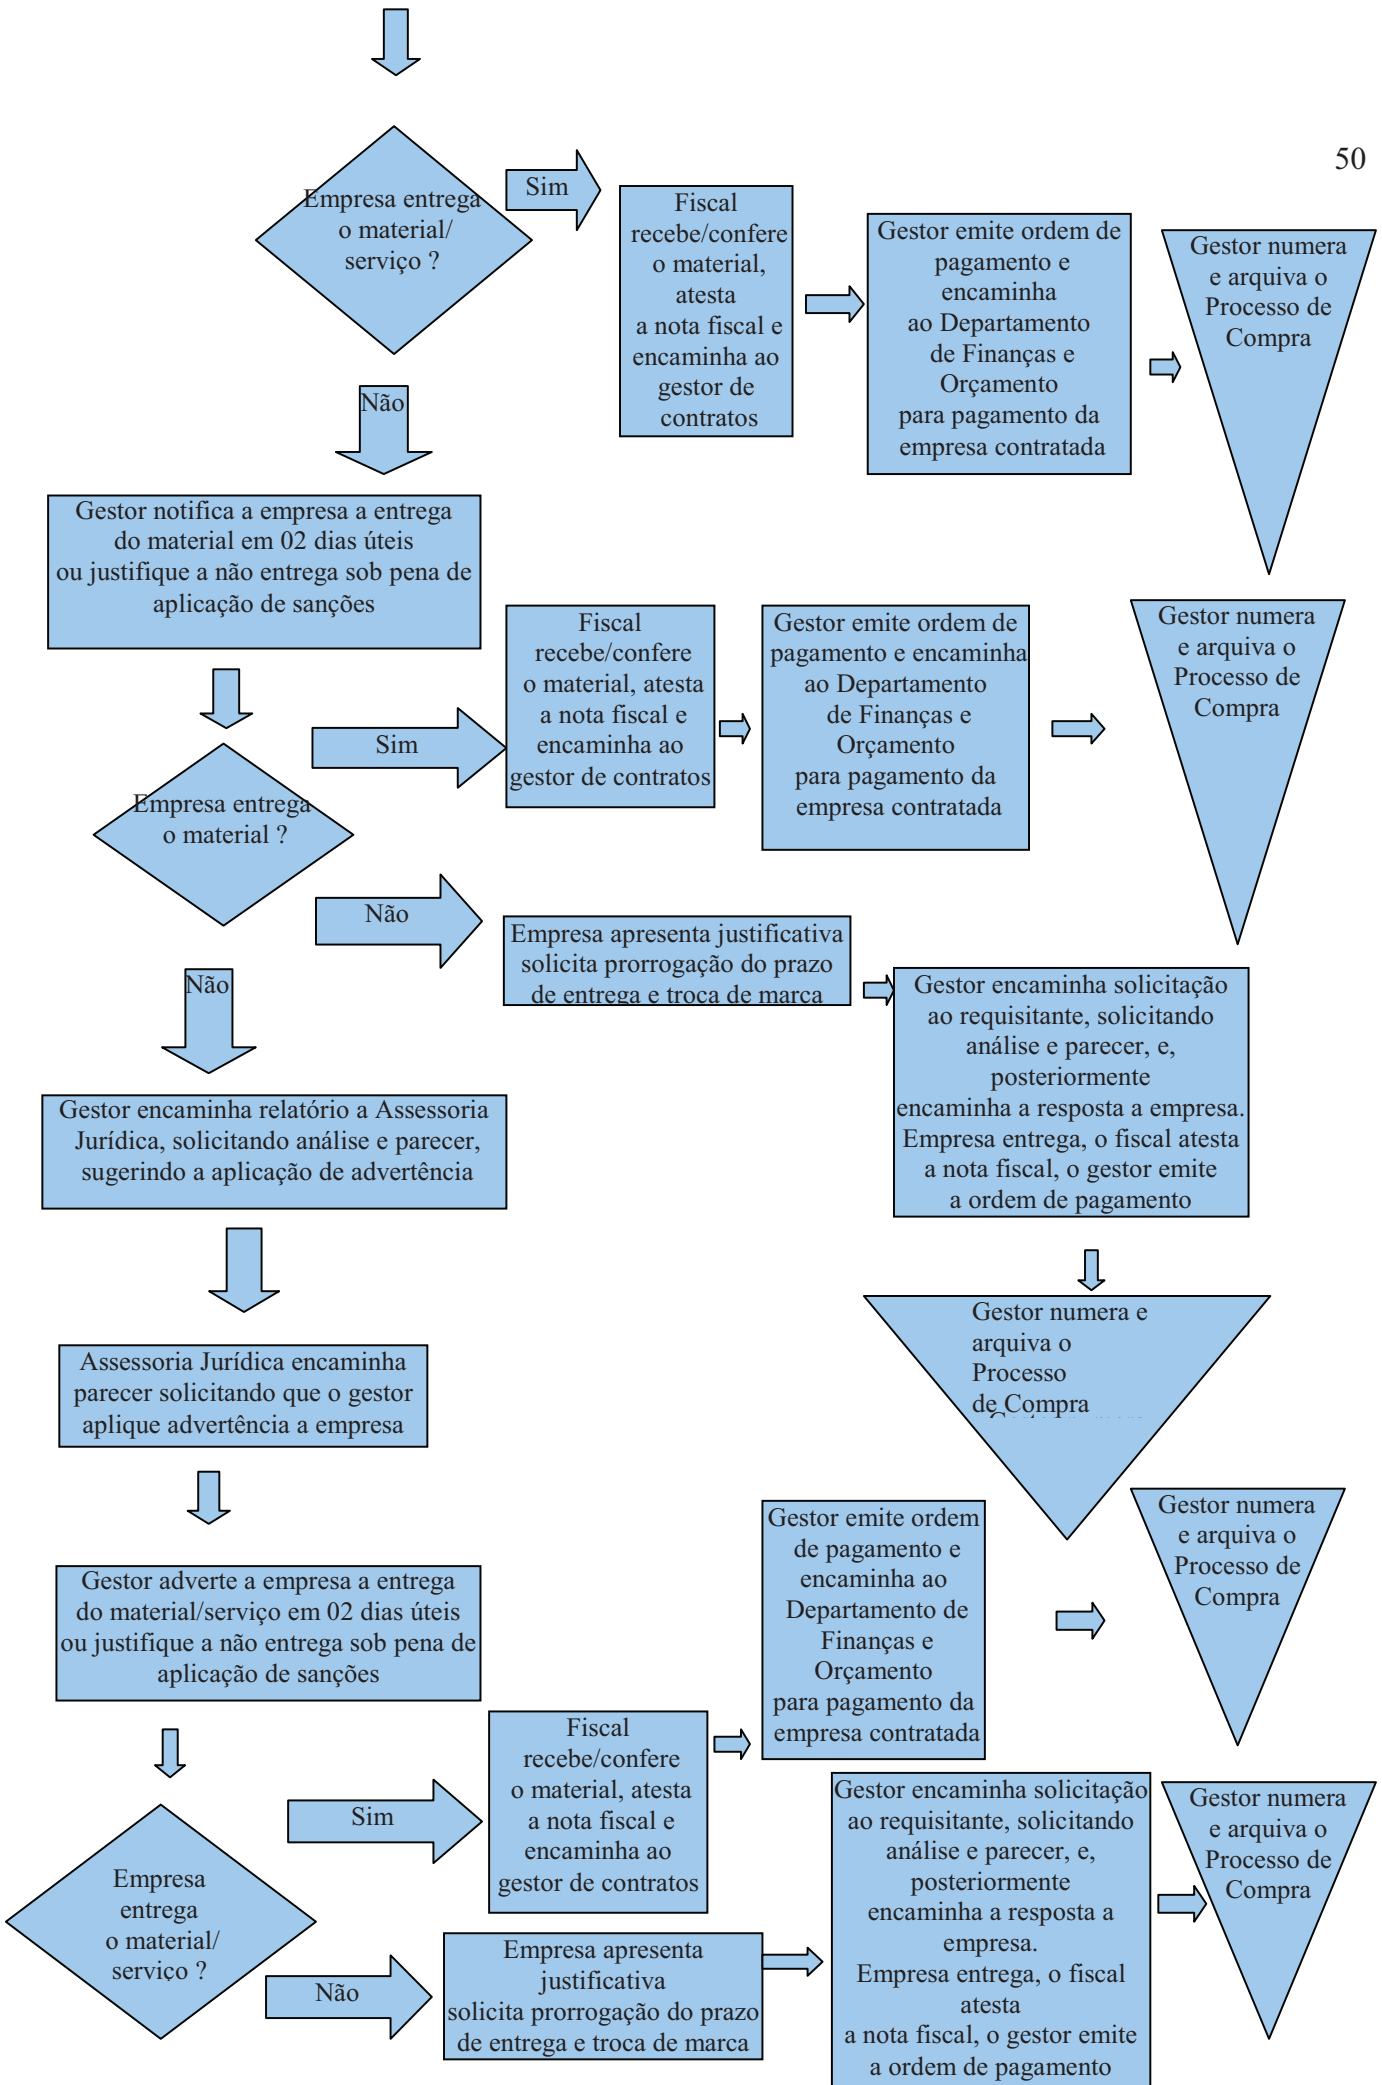 50
Empresa entrega
o material/
serviço ?
Sim
Fiscal
recebe/confere
o material,
atesta
a nota fiscal e
encaminha ao
gestor de
contratos
Gestor emite ordem de
pagamento e
encaminha
ao Departamento
de Finanças e
Orçamento
para pagamento da
empresa contratada
Gestor numera
e arquiva o
Processo de
Compra
Não
Gestor notifica a empresa a entrega
do material em 02 dias úteis
ou justifique a não entrega sob pena de
aplicação de sanções
Empresa entrega
o material ?
Sim
Fiscal
recebe/confere
o material, atesta
a nota fiscal e
encaminha ao
gestor de contratos
Gestor emite ordem de
pagamento e encaminha
ao Departamento
de Finanças e
Orçamento
para pagamento da
empresa contratada
Gestor numera
e arquiva o
Processo de
Compra
Não
Empresa apresenta justificativa
solicita prorrogação do prazo
de entrega e troca de marca
Gestor encaminha solicitação
ao requisitante, solicitando
análise e parecer, e,
posteriormente
encaminha a resposta a empresa.
Empresa entrega, o fiscal atesta
a nota fiscal, o gestor emite
a ordem de pagamento
Gestor numera e
arquiva o
Processo
de Compra
Não
Gestor encaminha relatório a Assessoria
Jurídica, solicitando análise e parecer,
sugerindo a aplicação de advertência
Assessoria Jurídica encaminha
parecer solicitando que o gestor
aplique advertência a empresa
Gestor adverte a empresa a entrega
do material/serviço em 02 dias úteis
ou justifique a não entrega sob pena de
aplicação de sanções
Empresa
entrega
o material/
serviço ?
Sim
Fiscal
recebe/confere
o material, atesta
a nota fiscal e
encaminha ao
gestor de contratos
Gestor emite ordem
de pagamento e
encaminha ao
Departamento de
Finanças e
Orçamento
para pagamento da
empresa contratada
Gestor numera
e arquiva o
Processo de
Compra
Não
Empresa apresenta
justificativa
solicita prorrogação do prazo
de entrega e troca de marca
Gestor encaminha solicitação
ao requisitante, solicitando
análise e parecer, e,
posteriormente
encaminha a resposta a
empresa.
Empresa entrega, o fiscal
atesta
a nota fiscal, o gestor emite
a ordem de pagamento
Gestor numera
e arquiva o
Processo de
Compra